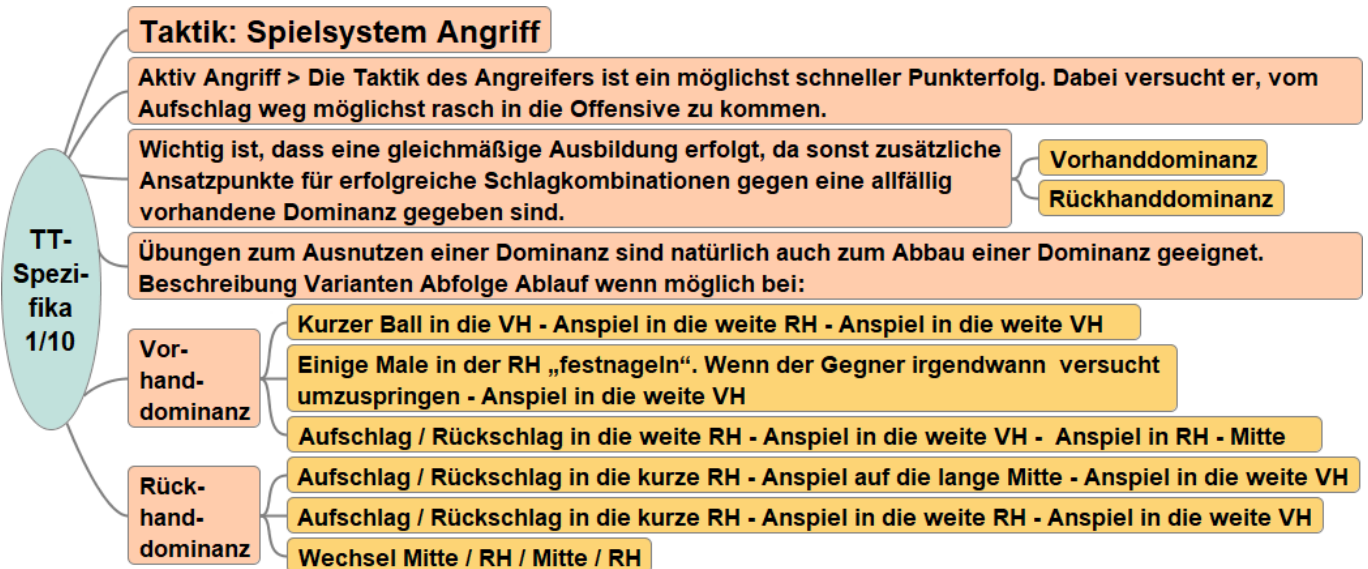 TT-
Spezi-
fika
1/10
Taktik: Spielsystem Angriff
Aktiv Angriff > Die Taktik des Angreifers ist ein möglichst schneller Punkterfolg. Dabei versucht er, vom
Aufschlag weg möglichst rasch in die Offensive zu kommen.
Wichtig ist, dass eine gleichmäßige Ausbildung erfolgt, da sonst zusätzliche
Ansatzpunkte für erfolgreiche Schlagkombinationen gegen eine allfällig
vorhandene Dominanz gegeben sind.
Vorhanddominanz
Rückhanddominanz
Übungen zum Ausnutzen einer Dominanz sind natürlich auch zum Abbau einer Dominanz geeignet.
Beschreibung Varianten Abfolge Ablauf wenn möglich bei:
Vor-
hand-
dominanz
Kurzer Ball in die VH - Anspiel in die weite RH - Anspiel in die weite VH
Einige Male in der RH „festnageln“. Wenn der Gegner irgendwann versucht
umzuspringen - Anspiel in die weite VH
Aufschlag / Rückschlag in die weite RH - Anspiel in die weite VH - Anspiel in RH - Mitte
Rück-
hand-
dominanz
Aufschlag / Rückschlag in die kurze RH - Anspiel auf die lange Mitte - Anspiel in die weite VH
Aufschlag / Rückschlag in die kurze RH - Anspiel in die weite RH - Anspiel in die weite VH
Wechsel Mitte / RH / Mitte / RH